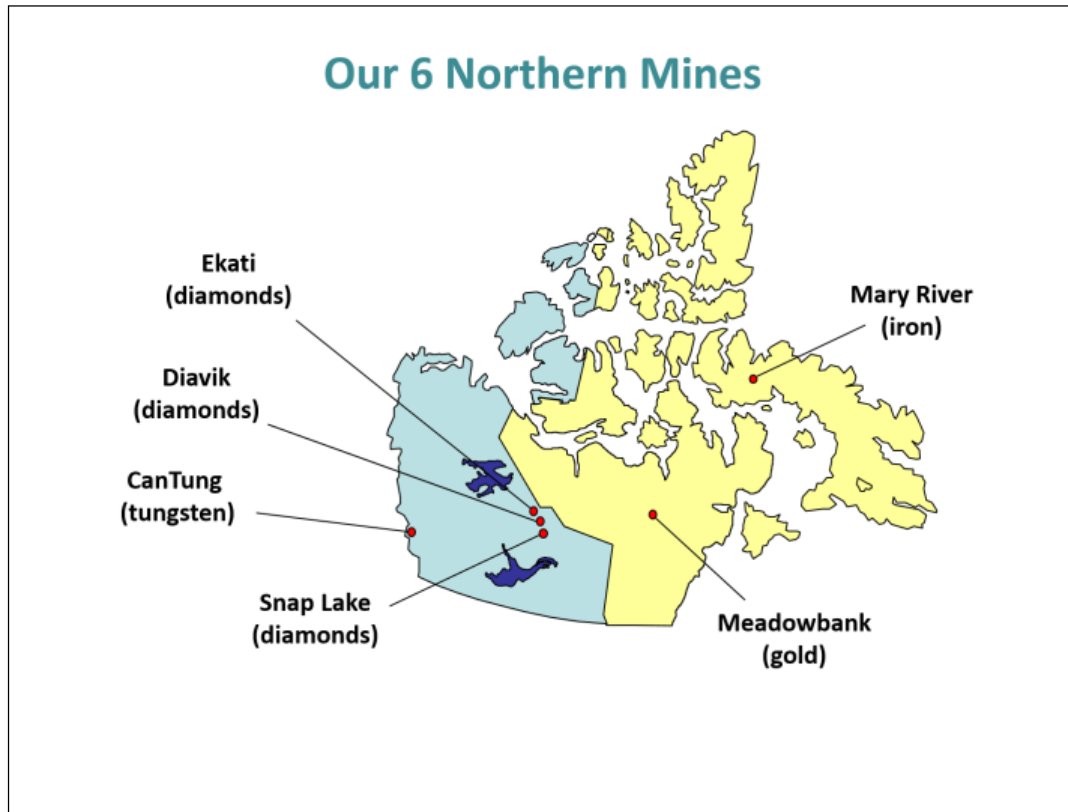 Our 6 Northern Mines
Ekati
(diamonds)
Diavik
(diamonds)
CanTung
(tungsten)
Snap Lake
(diamonds)
Mary River
(iron)
Meadowbank
(gold)